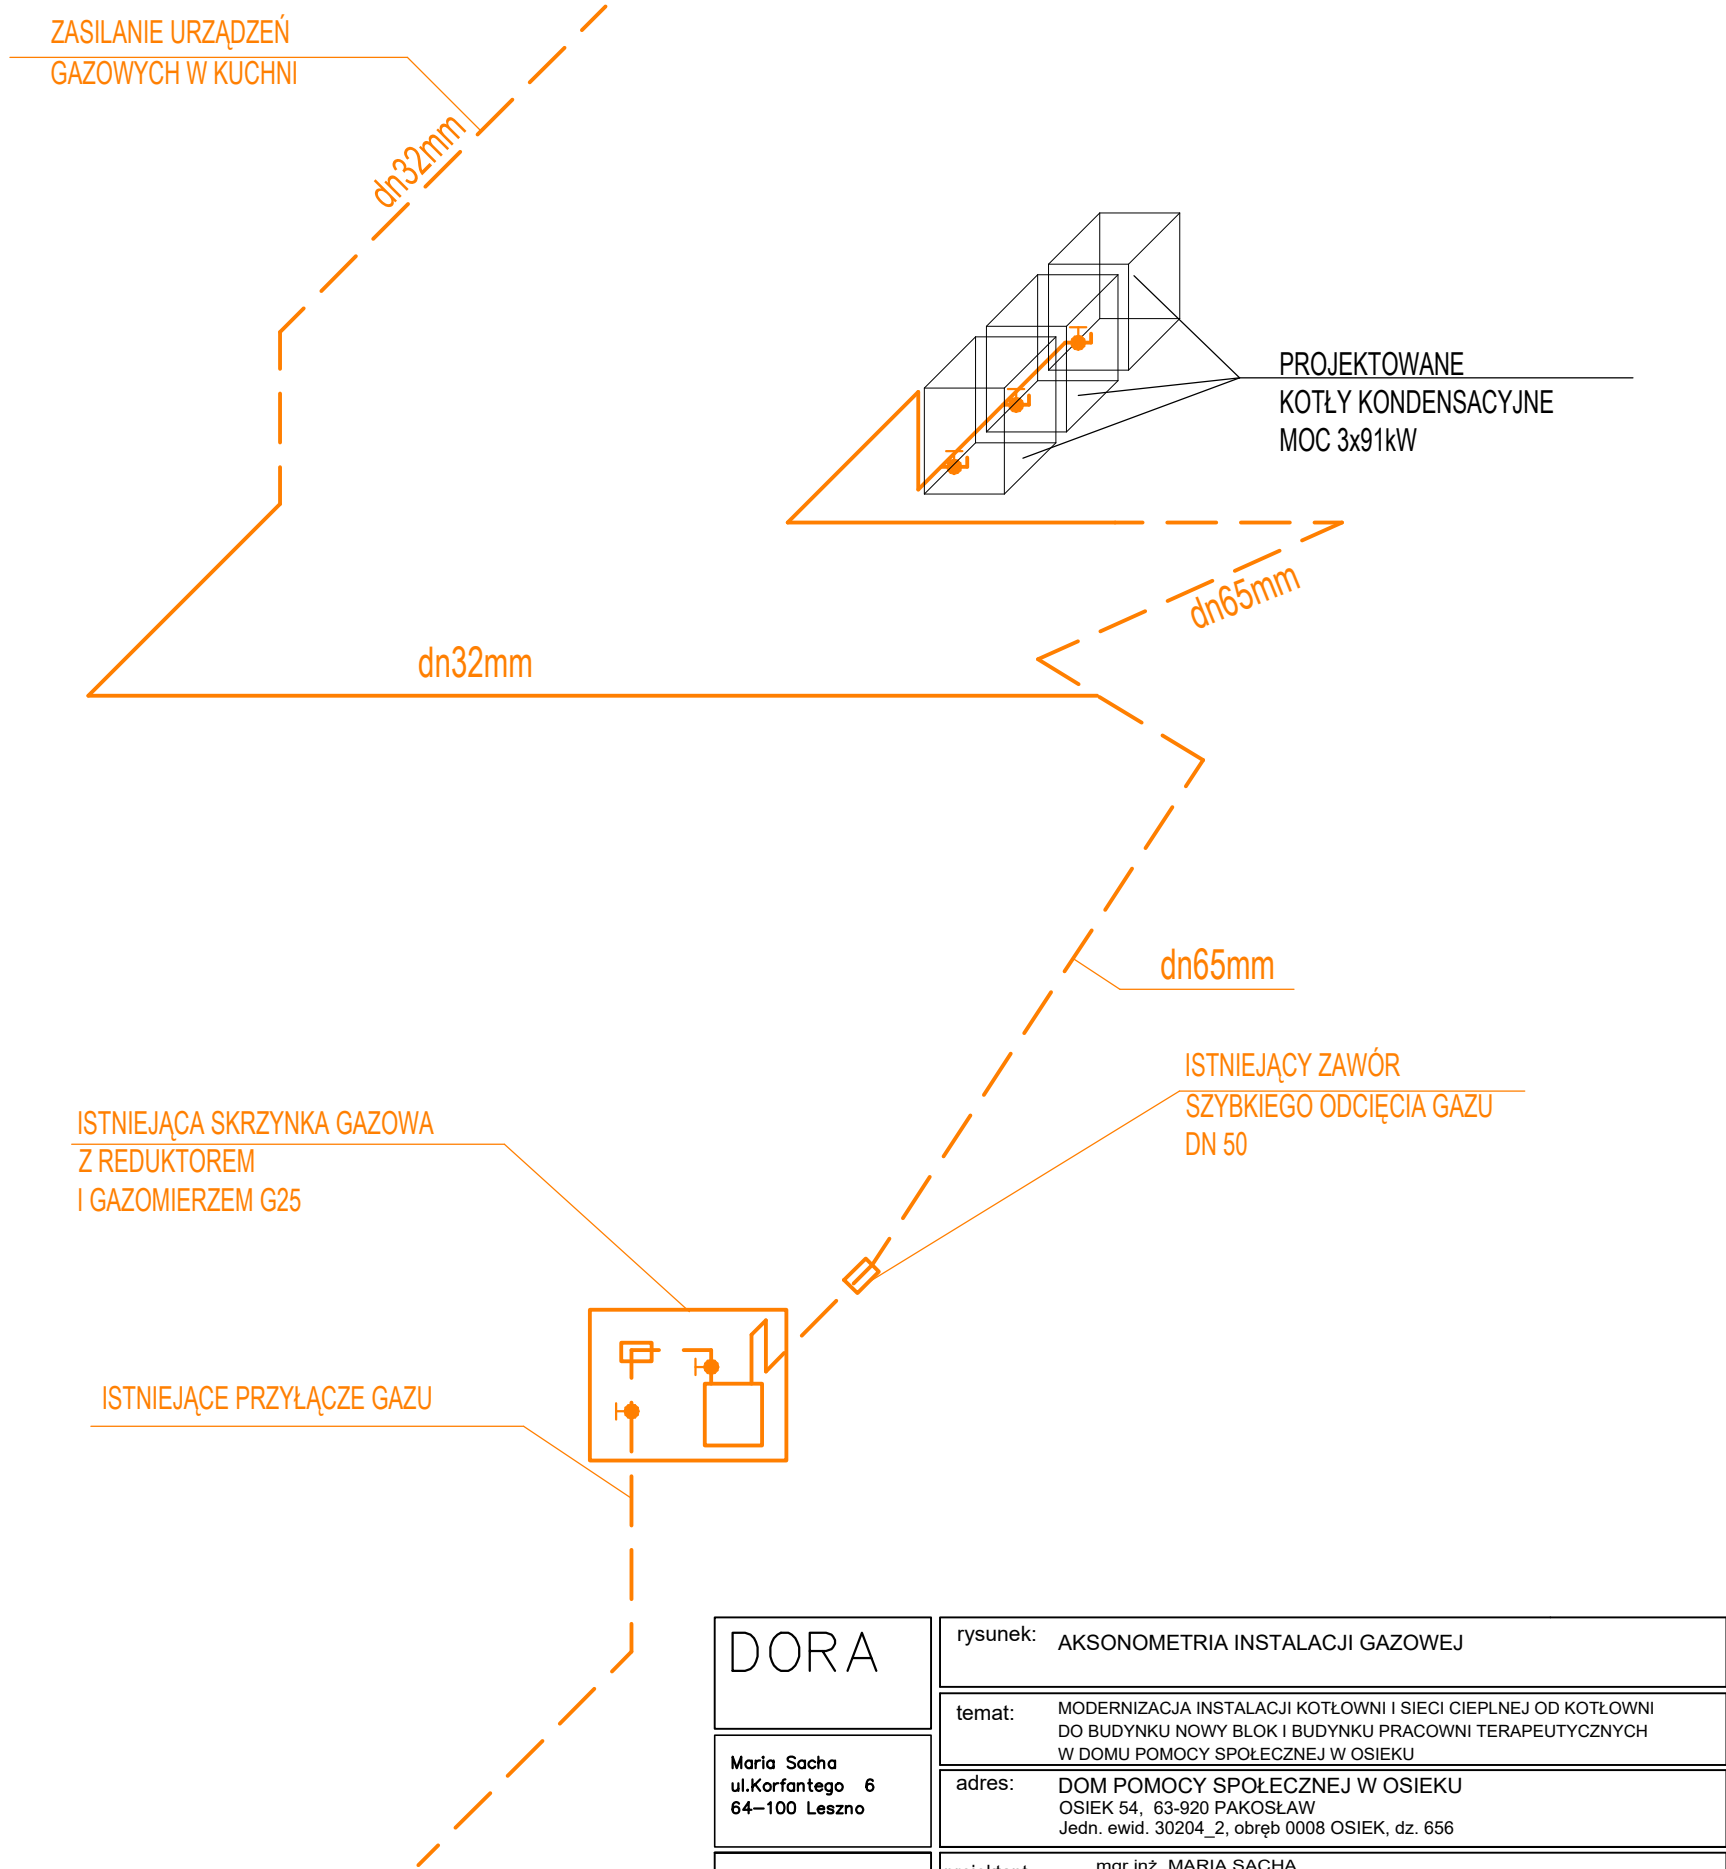 ZASILANIE URZĄDZEŃ
GAZOWYCH W KUCHNI
dn32mm
PROJEKTOWANE
KOTŁY KONDENSACYJNE
MOC 3x91kW
dn65mm
dn32mm
dn65mm
ISTNIEJĄCY ZAWÓR
SZYBKIEGO ODCIĘCIA GAZU
DN 50
ISTNIEJĄCA SKRZYNKA GAZOWA
Z REDUKTOREM
I GAZOMIERZEM G25
ISTNIEJĄCE PRZYŁĄCZE GAZU
DORA
Maria Sacha
ul.Korfantego 6
64-100 Leszno
rysunek: AKSONOMETRIA INSTALACJI GAZOWEJ
temat: MODERNIZACJA INSTALACJI KOTŁOWNI I SIECI CIEPLNEJ OD KOTŁOWNI
DO BUDYNKU NOWY BLOK I BUDYNKU PRACOWNI TERAPEUTYCZNYCH
W DOMU POMOCY SPOŁECZNEJ W OSIEKU
adres: DOM POMOCY SPOŁECZNEJ W OSIEKU
OSIEK 54, 63-920 PAKOSŁAW
Jedn. ewid. 30204_2, obręb 0008 OSIEK, dz. 656
mgr inż. MARIA SACHA